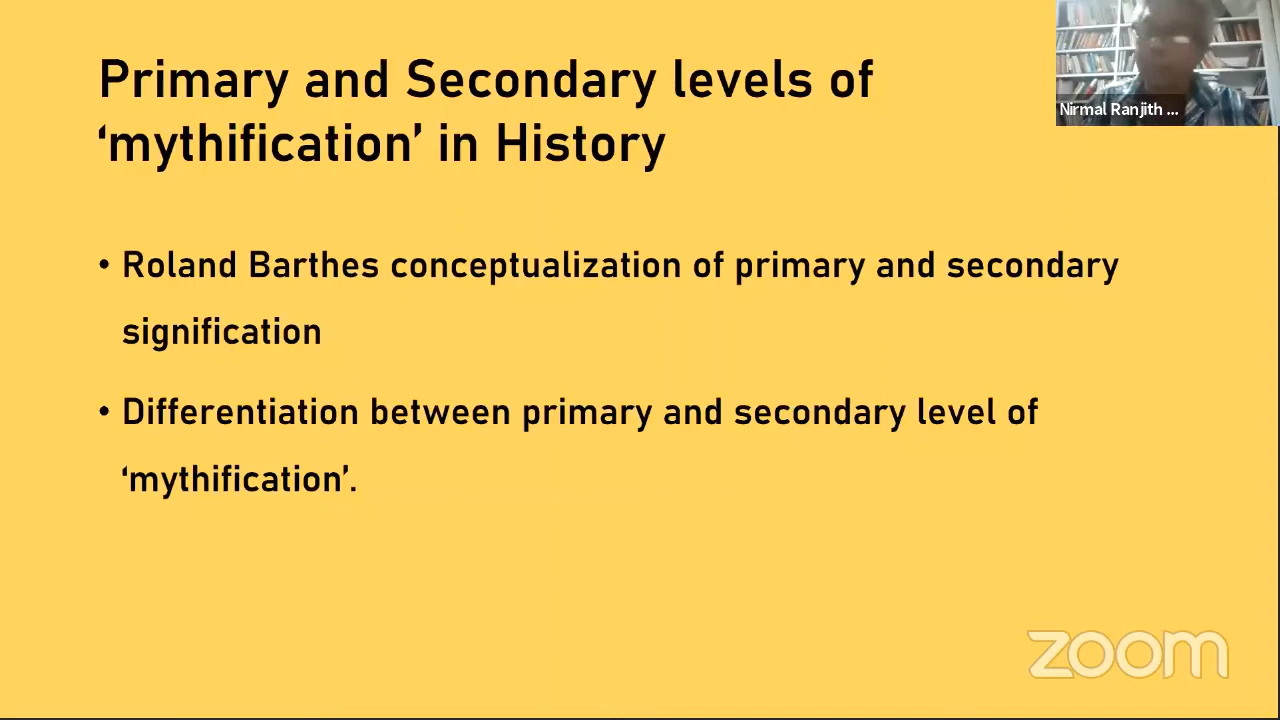 Primary and Secondary levels of
‘mythification’ in History
Nirmal Ranjith ...
• Roland Barthes conceptualization of primary and secondary
signification
• Differentiation between primary and secondary level of
‘mythification’.
zoom